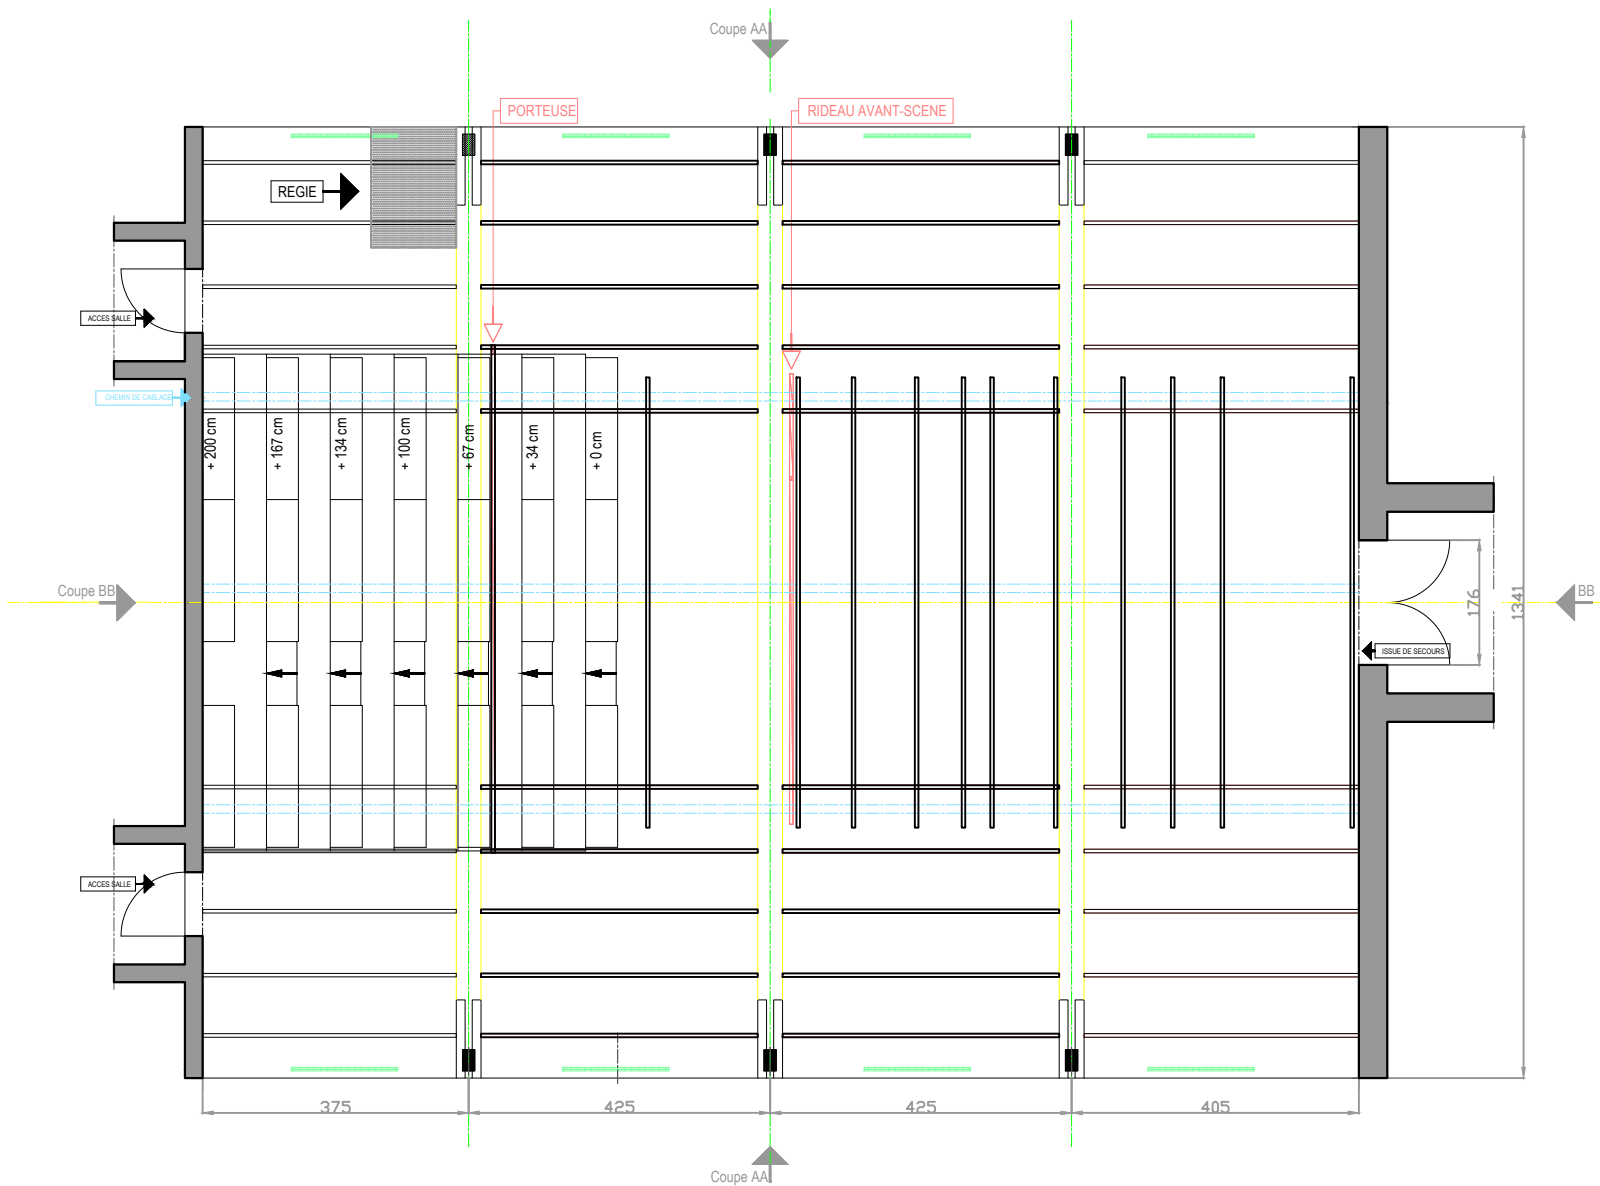 Coupe AA
PORTEUSE
RIDEAU AVANT-SCENE
REGIE
ACCES SALLE
CHEMIN DE CABLAGE
+ 200 cm
+ 167 cm
+ 134 cm
+ 100 cm
+ 67 cm
+ 34 cm
+ 0 cm
Coupe BB
BB
176
1341
ISSUE DE SECOURS
ACCES SALLE
375
425
425
405
Coupe AA